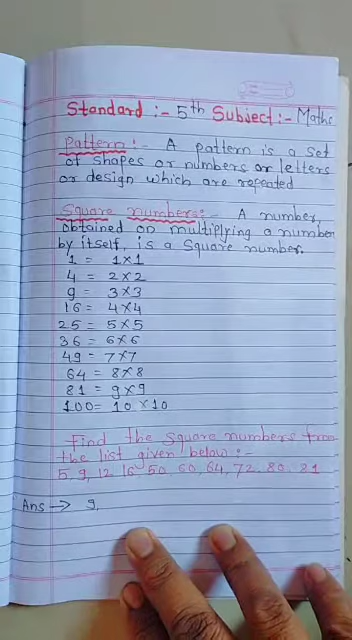 Standard :- 5th Subject :- Maths
Pattern :- A pattern is a set
of shapes or numbers or letters
or design which are repeated
Square numbers :- A number,
obtained on multiplying a number
by itself, is a square number.
1 = 1×1
4 = 2×2
9 = 3×3
16 = 4×4
25 = 5×5
36 = 6×6
49 = 7×7
64 = 8×8
81 = 9×9
100 = 10×10
Find the square numbers from
the list given below :-
5, 9, 12, 16, 50, 60, 64, 72, 80, 81
Ans → 9,